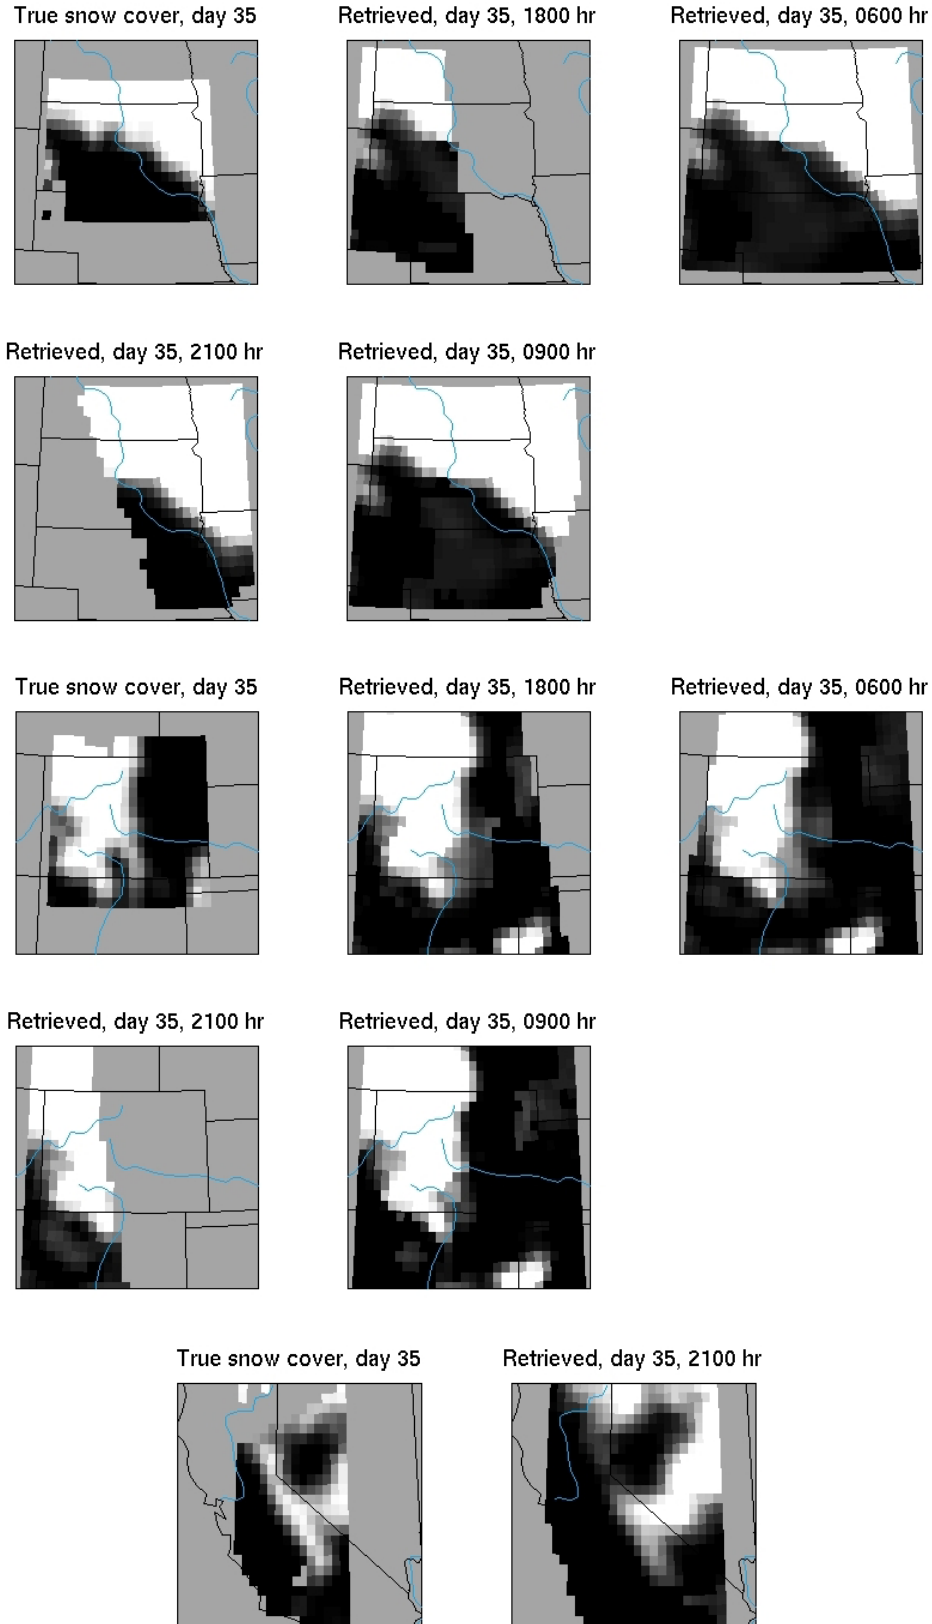 True snow cover, day 35
Retrieved, day 35, 1800 hr
Retrieved, day 35, 0600 hr
Retrieved, day 35, 2100 hr
Retrieved, day 35, 0900 hr
True snow cover, day 35
Retrieved, day 35, 1800 hr
Retrieved, day 35, 0600 hr
Retrieved, day 35, 2100 hr
Retrieved, day 35, 0900 hr
True snow cover, day 35
Retrieved, day 35, 2100 hr